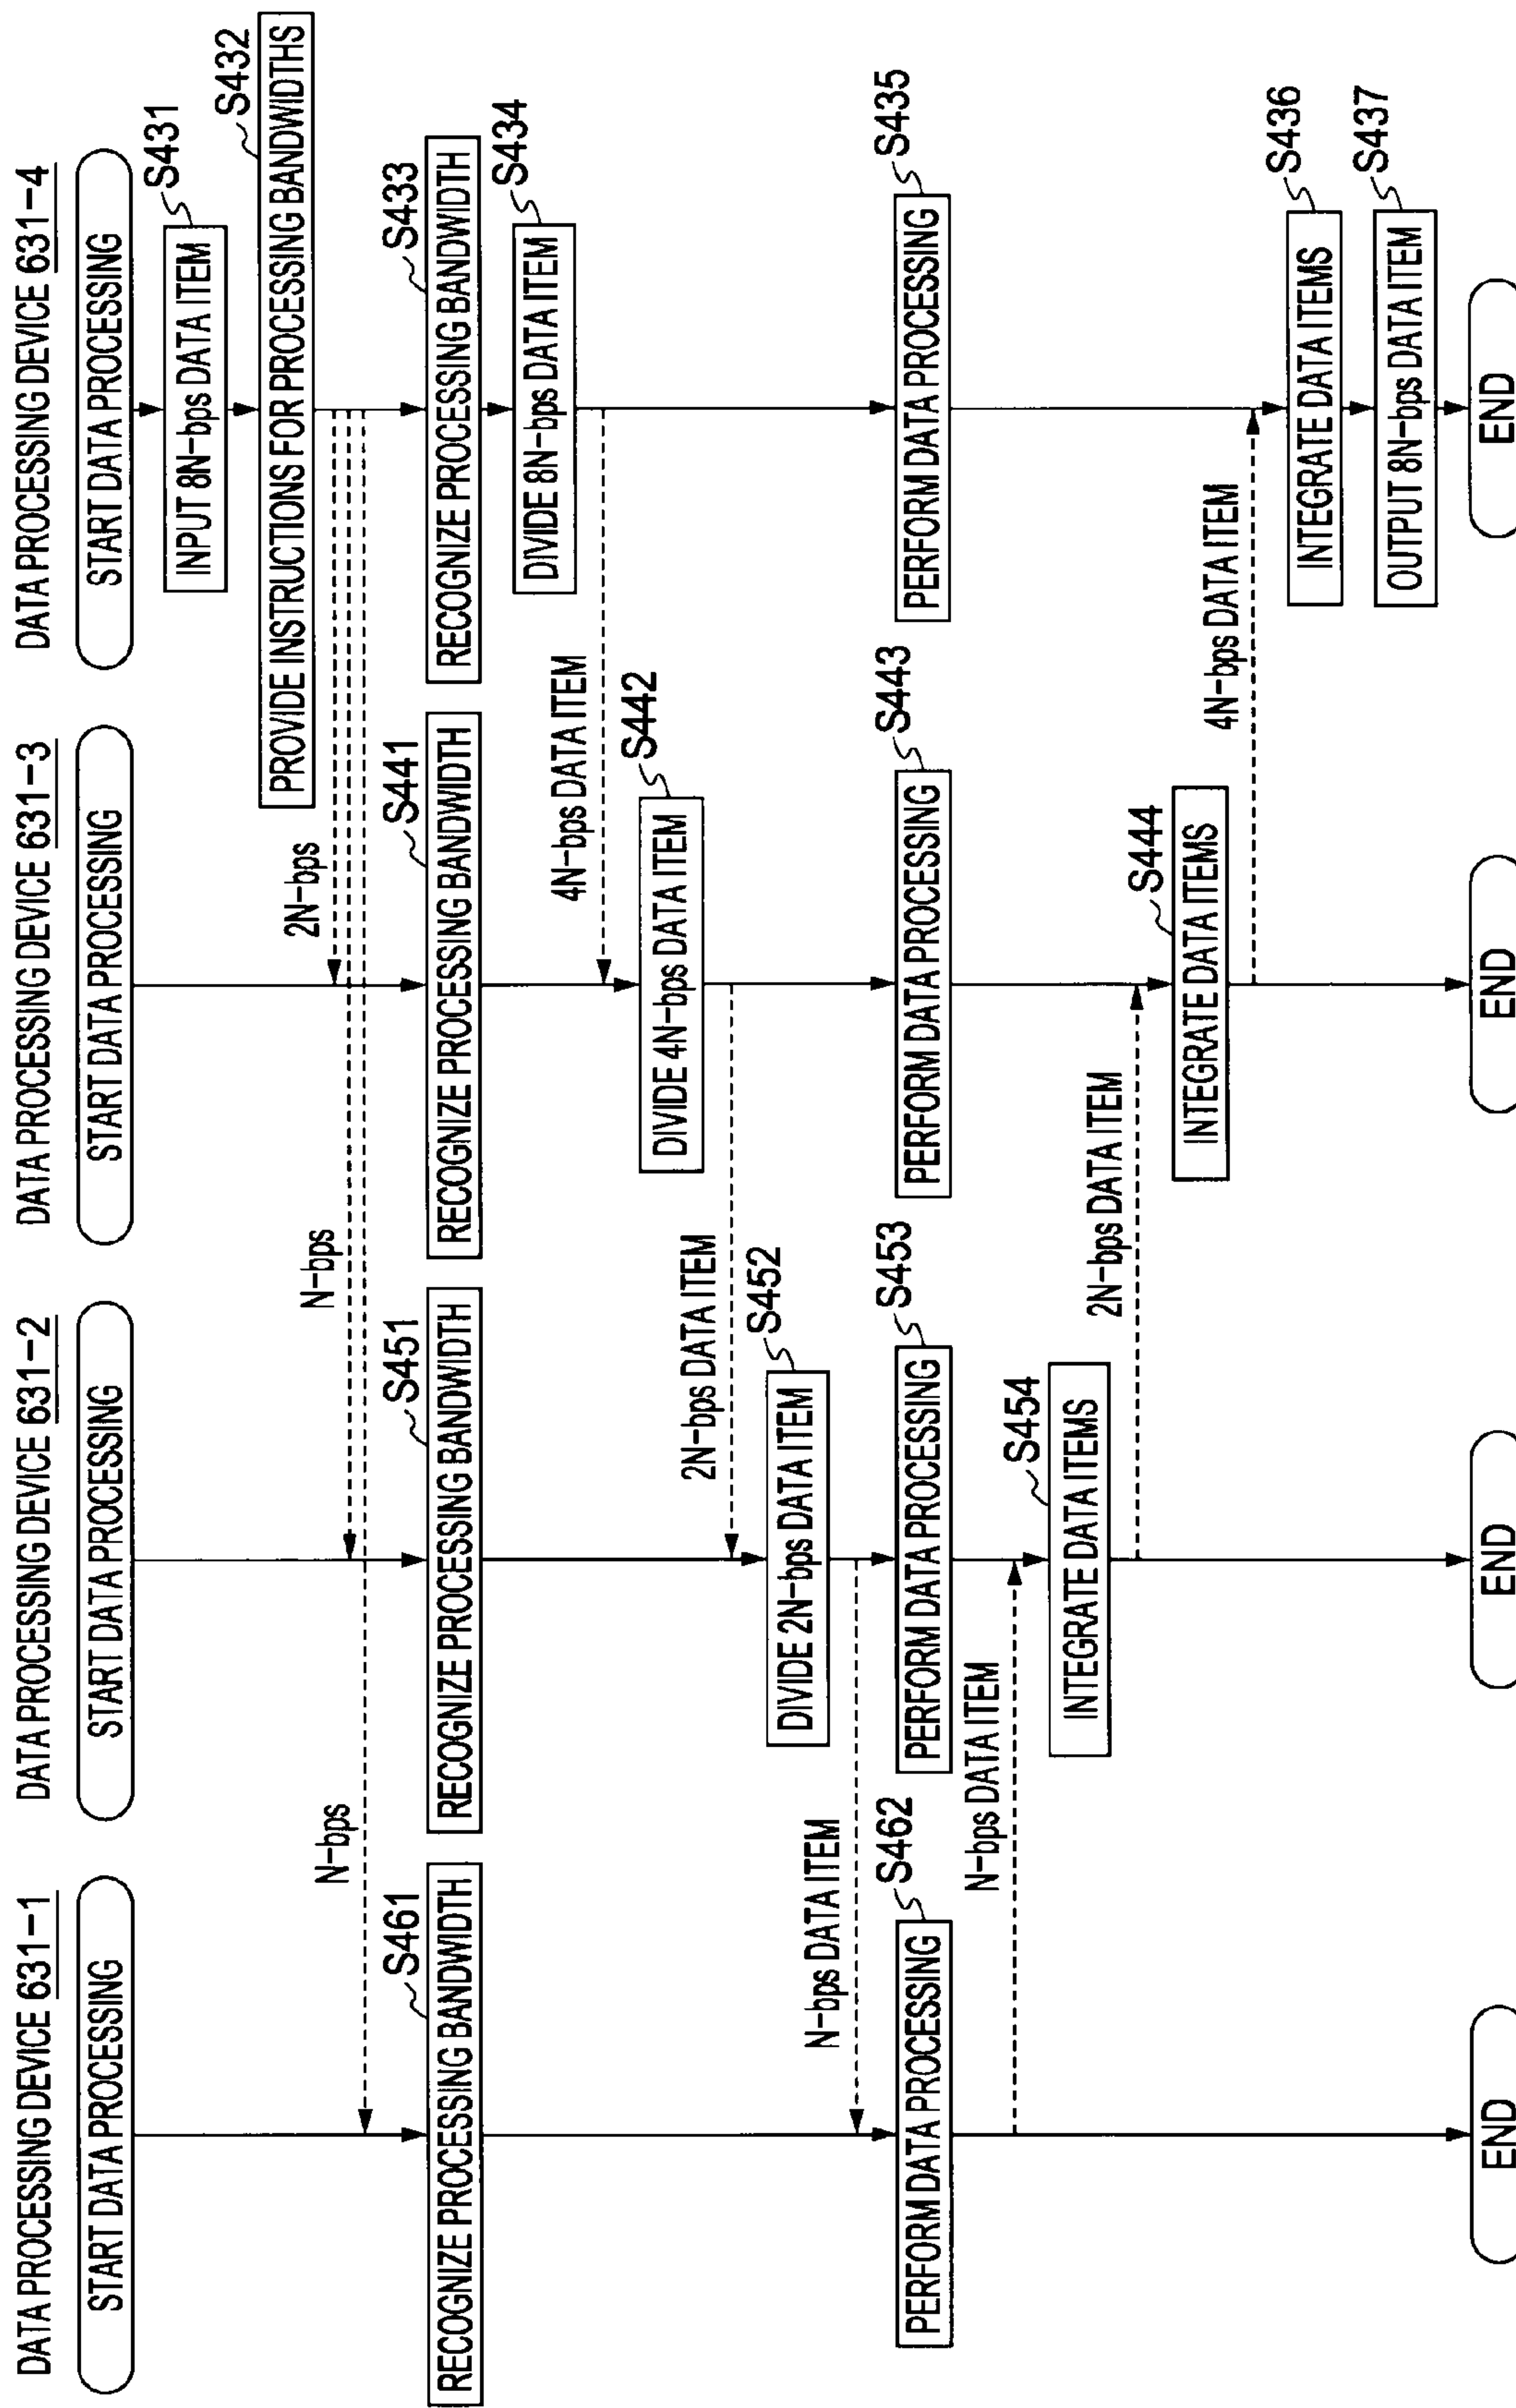 DATA PROCESSING DEVICE 631-1
START DATA PROCESSING
N-bps
S461
RECOGNIZE PROCESSING BANDWIDTH
N-bps DATA ITEM
S462
PERFORM DATA PROCESSING
N-bps DATA ITEM
END
DATA PROCESSING DEVICE 631-2
START DATA PROCESSING
N-bps
S451
RECOGNIZE PROCESSING BANDWIDTH
2N-bps DATA ITEM
S452
DIVIDE 2N-bps DATA ITEM
S453
PERFORM DATA PROCESSING
S454
INTEGRATE DATA ITEMS
2N-bps DATA ITEM
END
DATA PROCESSING DEVICE 631-3
START DATA PROCESSING
2N-bps
S441
RECOGNIZE PROCESSING BANDWIDTH
4N-bps DATA ITEM
S442
DIVIDE 4N-bps DATA ITEM
S443
PERFORM DATA PROCESSING
S444
INTEGRATE DATA ITEMS
4N-bps DATA ITEM
END
DATA PROCESSING DEVICE 631-4
START DATA PROCESSING
S431
INPUT 8N-bps DATA ITEM
S432
PROVIDE INSTRUCTIONS FOR PROCESSING BANDWIDTHS
S433
RECOGNIZE PROCESSING BANDWIDTH
S434
DIVIDE 8N-bps DATA ITEM
S435
PERFORM DATA PROCESSING
S436
INTEGRATE DATA ITEMS
S437
OUTPUT 8N-bps DATA ITEM
END